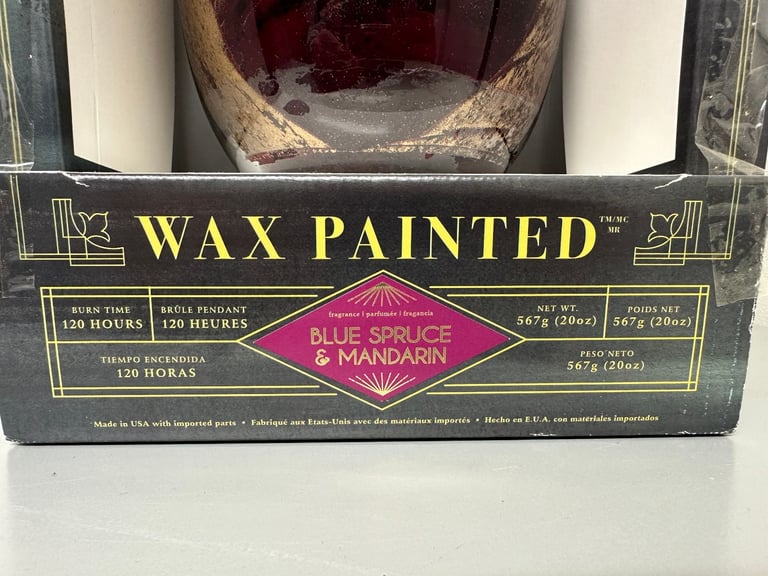 WAX PAINTED TM/MC
MR
BURN TIME
120 HOURS
BRÛLE PENDANT
120 HEURES
TIEMPO ENCENDIDA
120 HORAS
fragrance | parfumée | fragancia
BLUE SPRUCE
& MANDARIN
NET WT.
567g (20oz)
POIDS NET
567g (20oz)
PESO NETO
567g (20oz)
Made in USA with imported parts • Fabriqué aux Etats-Unis avec des matériaux importés • Hecho en E.U.A. con matériales importados